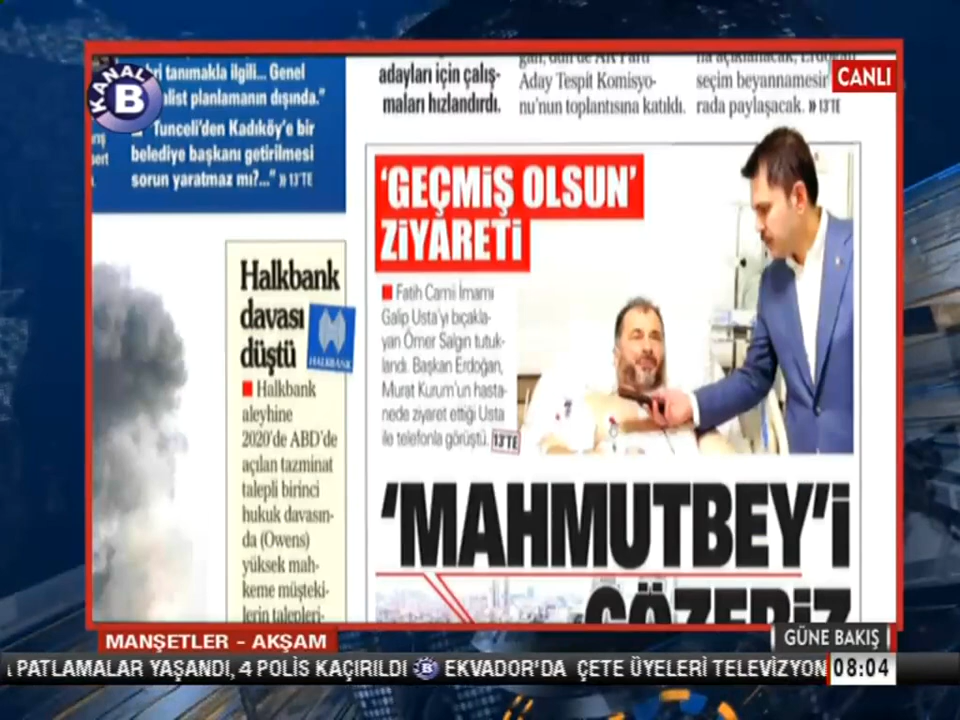 KANAL B
tanımakla ilgili... Genel
planlamanın dışında."
Tunceli'den Kadıköy'e bir
belediye başkanı getirilmesi
sorun yaratmaz mı?..." » 13'TE
adayları için çalış-
maları hızlandırdı.
Aday Tespit Komisyo-
nu'nun toplantısına katıldı.
seçim beyannamesi
rada paylaşacak. » 13'TE
CANLI
'GEÇMİŞ OLSUN'
ZİYARETİ
Fatih Camii İmamı
Galip Usta'yı bıçakla-
yan Ömer Salgın tutuk-
landı. Başkan Erdoğan,
Murat Kurum'un hasta-
nede ziyaret ettiği Usta
ile telefonla görüştü. 13'TE
Halkbank
davası
düştü
HALKBANK
Halkbank
aleyhine
2020'de ABD'de
açılan tazminat
talepli birinci
hukuk davasın-
da (Owens)
yüksek mah-
keme müşteki-
lerin talepleri-
'MAHMUTBEY'i
GÖZERİZ
MANŞETLER - AKŞAM
GÜNE BAKIŞ
PATLAMALAR YAŞANDI, 4 POLİS KAÇIRILDI B EKVADOR'DA ÇETE ÜYELERİ TELEVİZYON
08:04